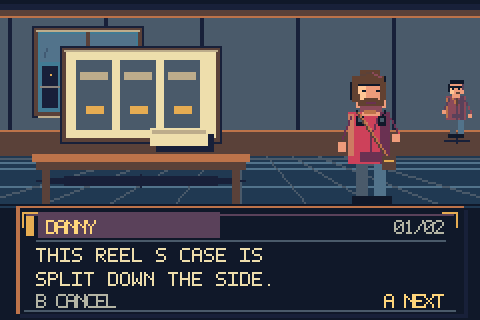 DANNY
01/02
THIS REEL S CASE IS
SPLIT DOWN THE SIDE.
B CANCEL
A NEXT